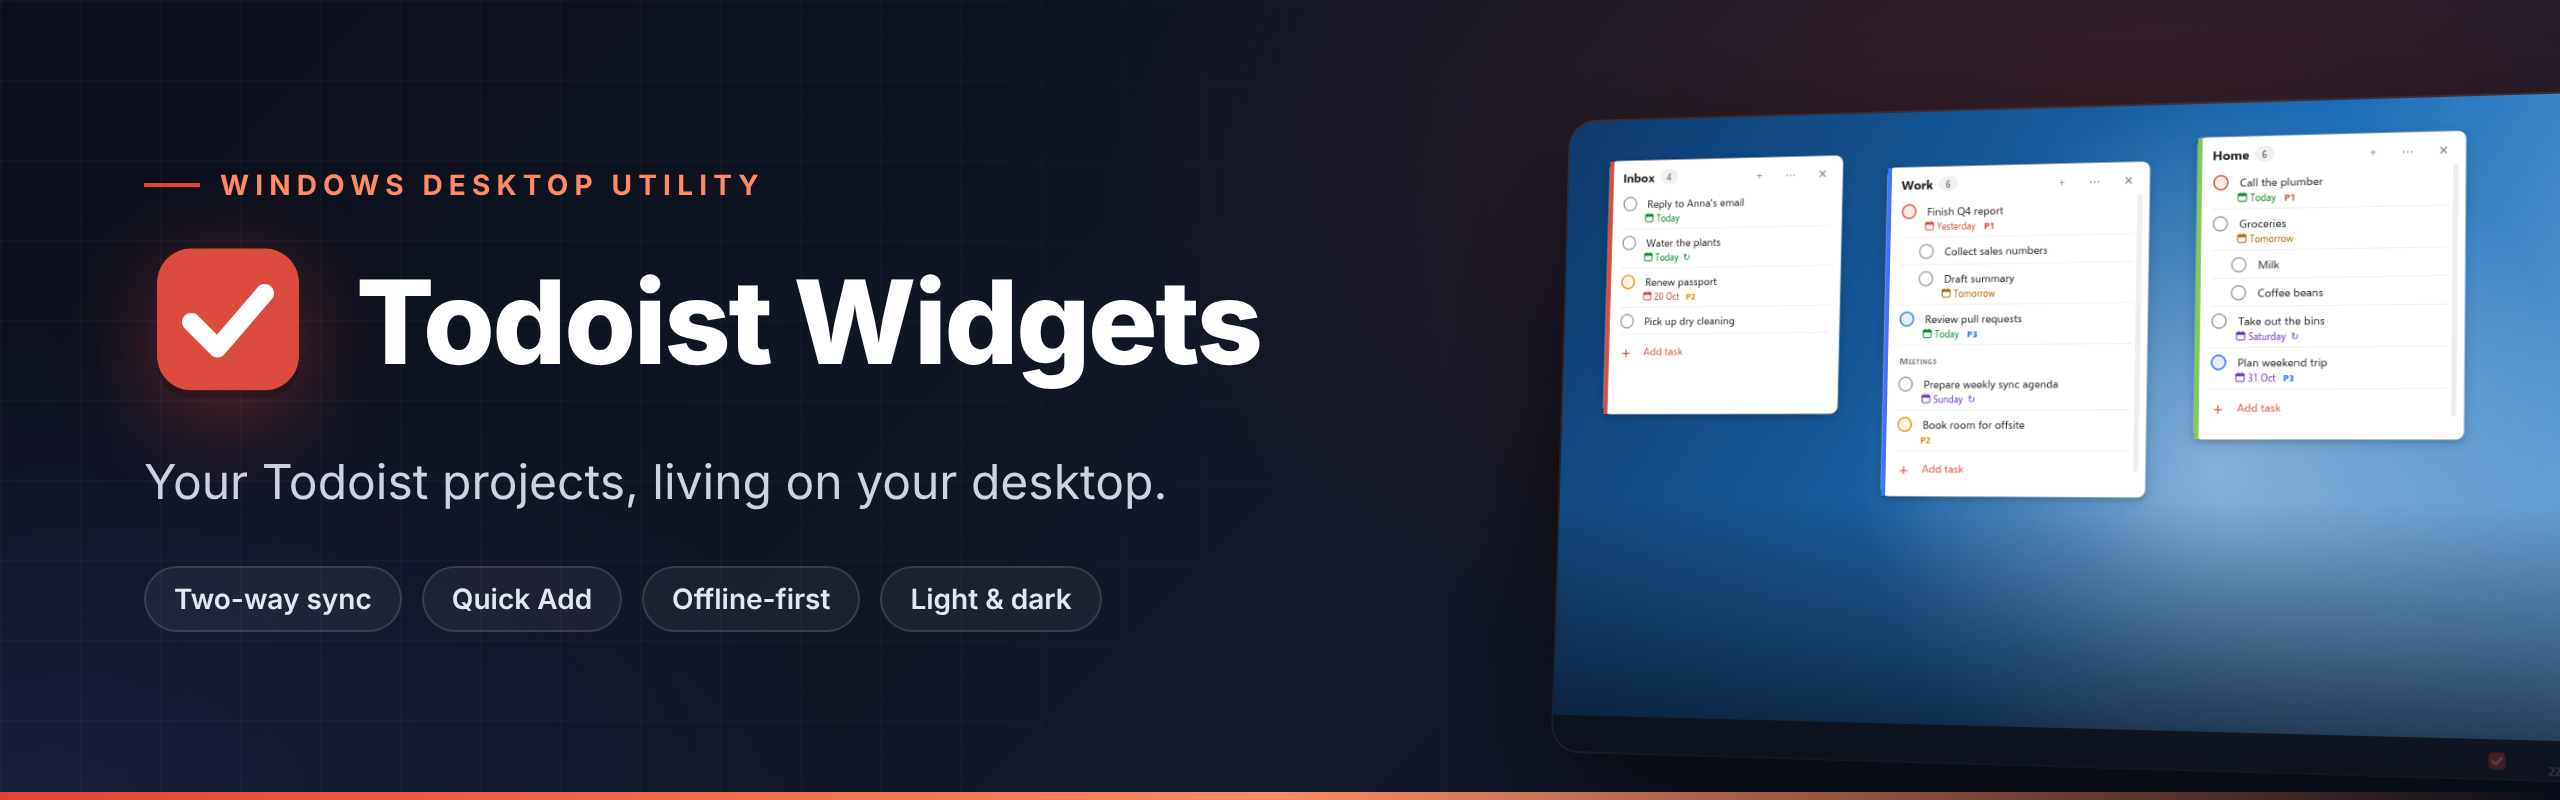 WINDOWS DESKTOP UTILITY
Todoist Widgets
Your Todoist projects, living on your desktop.
Two-way sync
Quick Add
Offline-first
Light & dark
Inbox 4
Reply to Anna's email
Today
Water the plants
Today
Renew passport
20 Oct P2
Pick up dry cleaning
+ Add task
Work 6
Finish Q4 report
Yesterday P1
Collect sales numbers
Draft summary
Tomorrow
Review pull requests
Today P3
MEETINGS
Prepare weekly sync agenda
Sunday
Book room for offsite
P2
+ Add task
Home 6
Call the plumber
Today P1
Groceries
Tomorrow
Milk
Coffee beans
Take out the bins
Saturday
Plan weekend trip
31 Oct P3
+ Add task